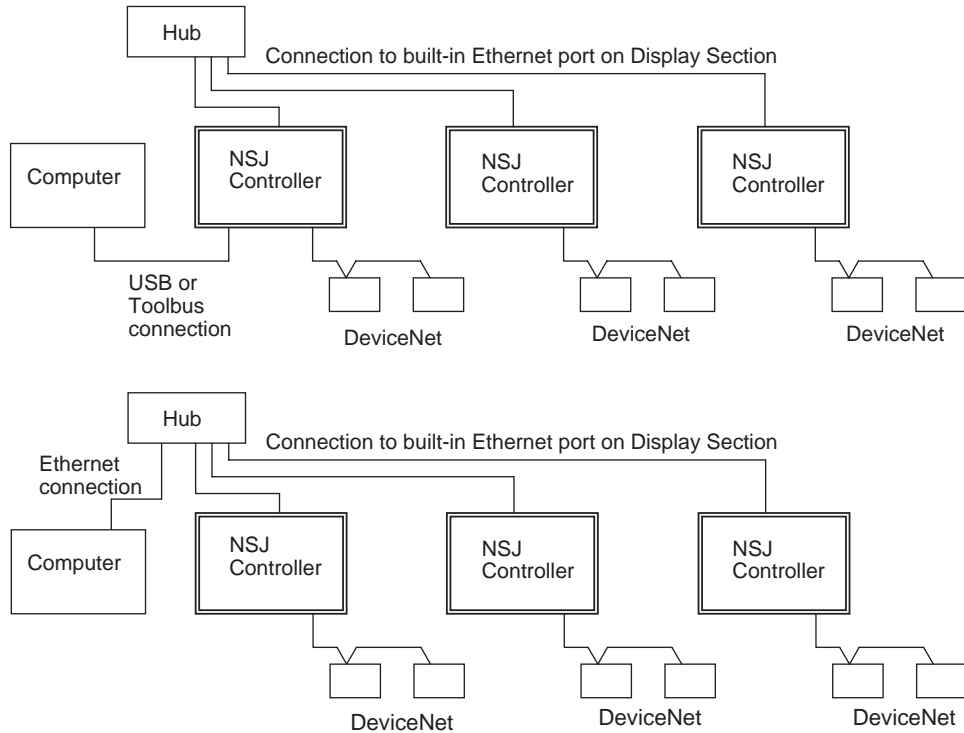 Hub
Connection to built-in Ethernet port on Display Section
Computer
NSJ
Controller
NSJ
Controller
NSJ
Controller
USB or
Toolbus
connection
DeviceNet
DeviceNet
DeviceNet
Hub
Connection to built-in Ethernet port on Display Section
Ethernet
connection
Computer
NSJ
Controller
NSJ
Controller
NSJ
Controller
DeviceNet
DeviceNet
DeviceNet